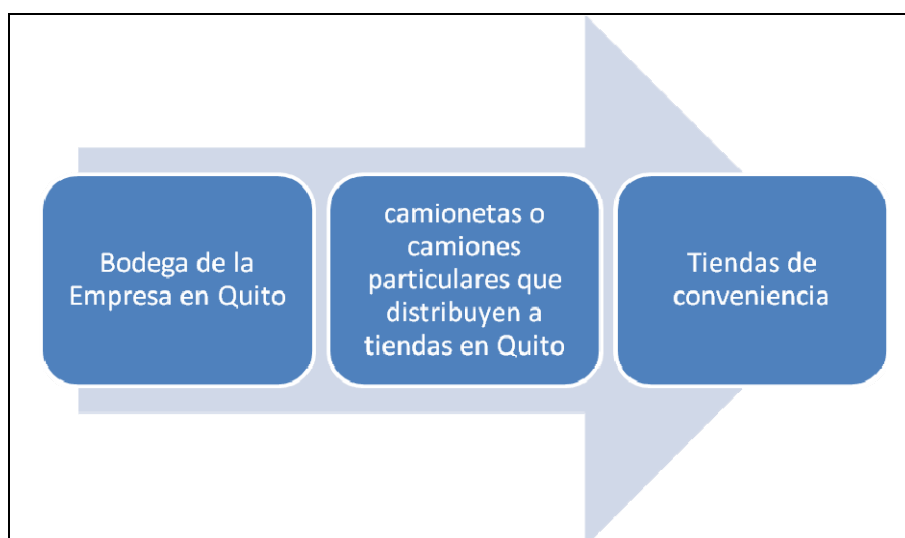 Bodega de la
Empresa en Quito
camionetas o
camiones
particulares que
distribuyen a
tiendas en Quito
Tiendas de
conveniencia